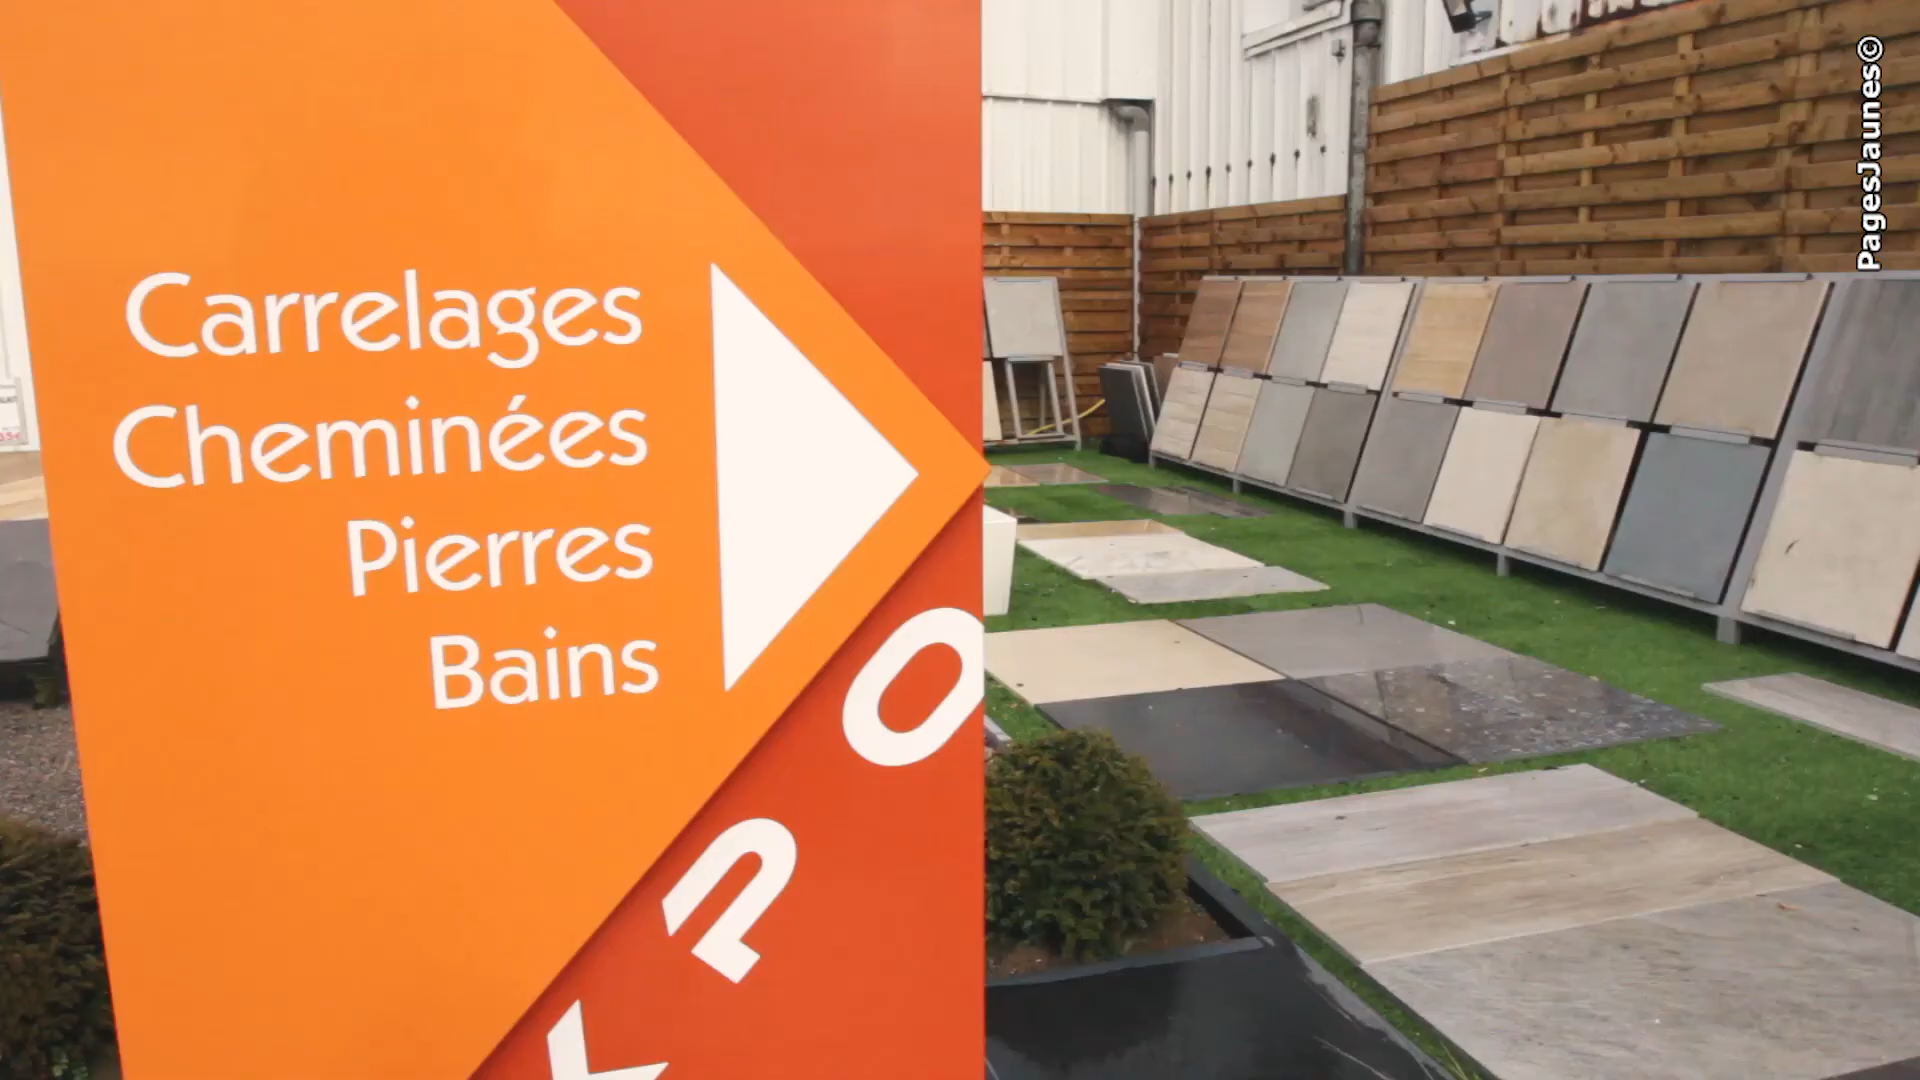 Carrelages
Cheminées
Pierres
Bains
PagesJaunes©